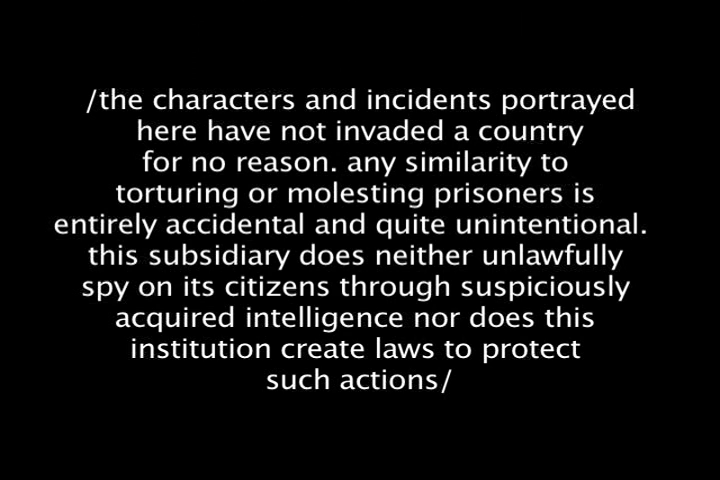 /the characters and incidents portrayed
here have not invaded a country
for no reason. any similarity to
torturing or molesting prisoners is
entirely accidental and quite unintentional.
this subsidiary does neither unlawfully
spy on its citizens through suspiciously
acquired intelligence nor does this
institution create laws to protect
such actions/